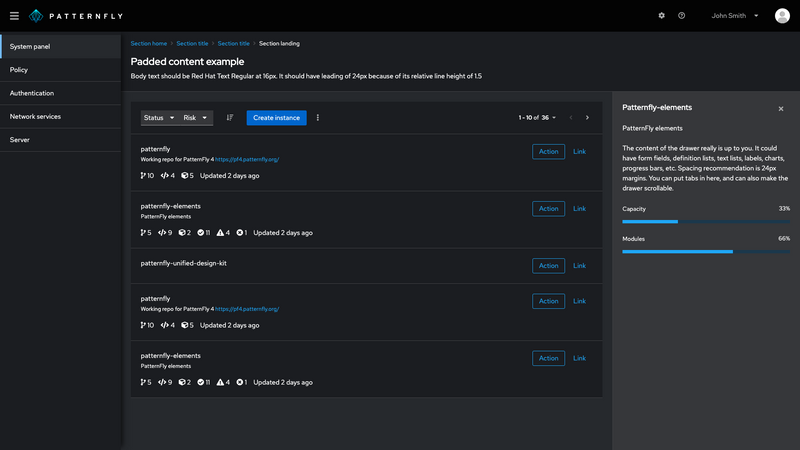 PATTERNFLY
John Smith
System panel
Policy
Authentication
Network services
Server
Section home > Section title > Section title > Section landing
Padded content example
Body text should be Red Hat Text Regular at 16px. It should have leading of 24px because of its relative line height of 1.5
Status Risk Create instance 1 - 10 of 36
patternfly
Working repo for PatternFly 4 https://pf4.patternfly.org/
10 4 5 Updated 2 days ago
Action Link
patternfly-elements
PatternFly elements
5 9 2 11 4 1 Updated 2 days ago
Action Link
patternfly-unified-design-kit
Action Link
patternfly
Working repo for PatternFly 4 https://pf4.patternfly.org/
10 4 5 Updated 2 days ago
Action Link
patternfly-elements
PatternFly elements
5 9 2 11 4 1 Updated 2 days ago
Action Link
Patternfly-elements
PatternFly elements
The content of the drawer really is up to you. It could
have form fields, definition lists, text lists, labels, charts,
progress bars, etc. Spacing recommendation is 24px
margins. You can put tabs in here, and can also make the
drawer scrollable.
Capacity 33%
Modules 66%